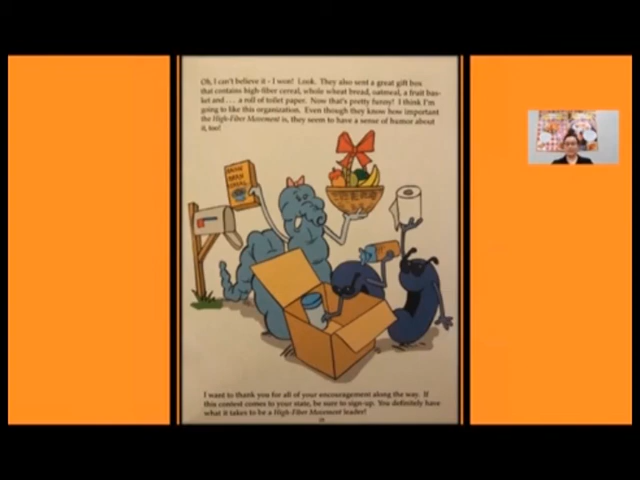 Oh, I can't believe it - I won! Look. They also sent a great gift box
that contains high-fiber cereal, whole wheat bread, oatmeal, a fruit bas-
ket and . . . a roll of toilet paper. Now that's pretty funny! I think I'm
going to like this organization. Even though they know how important
the High-Fiber Movement is, they seem to have a sense of humor about
it, too!
BRAN
CEREAL
I want to thank you for all of your encouragement along the way. If
this contest comes to your state, be sure to sign-up. You definitely have
what it takes to be a High-Fiber Movement leader!